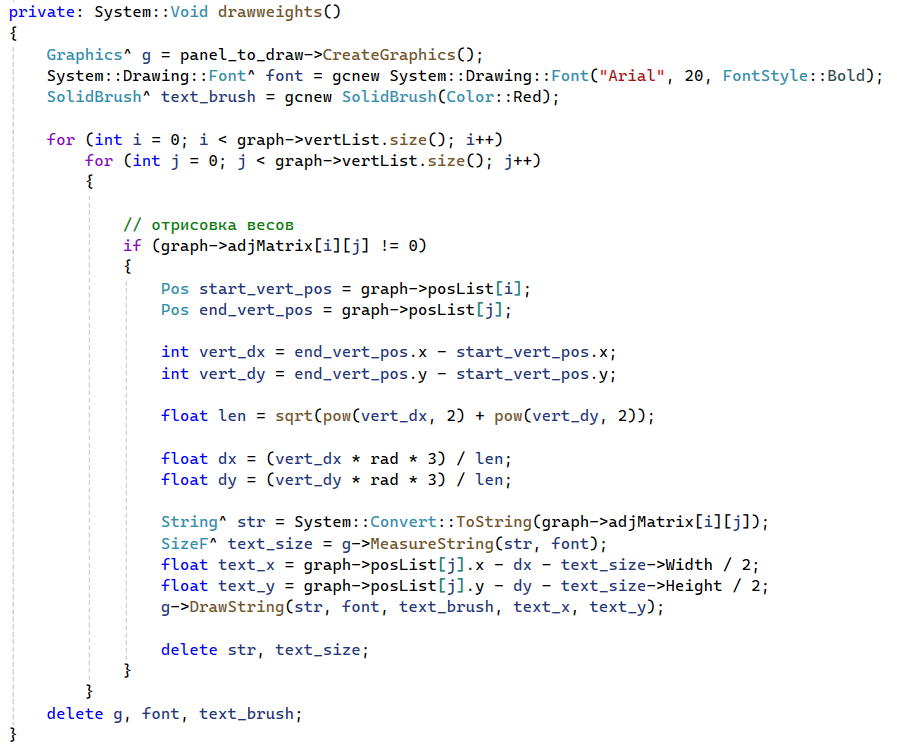 private: System::Void drawweights()
{
    Graphics^ g = panel_to_draw->CreateGraphics();
    System::Drawing::Font^ font = gcnew System::Drawing::Font("Arial", 20, FontStyle::Bold);
    SolidBrush^ text_brush = gcnew SolidBrush(Color::Red);

    for (int i = 0; i < graph->vertList.size(); i++)
        for (int j = 0; j < graph->vertList.size(); j++)
        {

            // отрисовка весов
            if (graph->adjMatrix[i][j] != 0)
            {
                Pos start_vert_pos = graph->posList[i];
                Pos end_vert_pos = graph->posList[j];

                int vert_dx = end_vert_pos.x - start_vert_pos.x;
                int vert_dy = end_vert_pos.y - start_vert_pos.y;

                float len = sqrt(pow(vert_dx, 2) + pow(vert_dy, 2));

                float dx = (vert_dx * rad * 3) / len;
                float dy = (vert_dy * rad * 3) / len;

                String^ str = System::Convert::ToString(graph->adjMatrix[i][j]);
                SizeF^ text_size = g->MeasureString(str, font);
                float text_x = graph->posList[j].x - dx - text_size->Width / 2;
                float text_y = graph->posList[j].y - dy - text_size->Height / 2;
                g->DrawString(str, font, text_brush, text_x, text_y);

                delete str, text_size;
            }
        }
    delete g, font, text_brush;
}